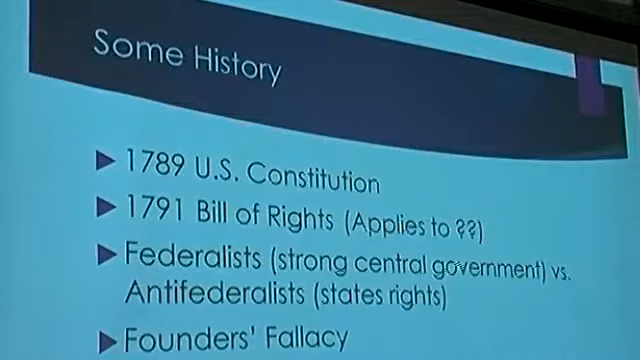 Some History
1789 U.S. Constitution
1791 Bill of Rights (Applies to ??)
Federalists (strong central government) vs.
Antifederalists (states rights)
Founders' Fallacy